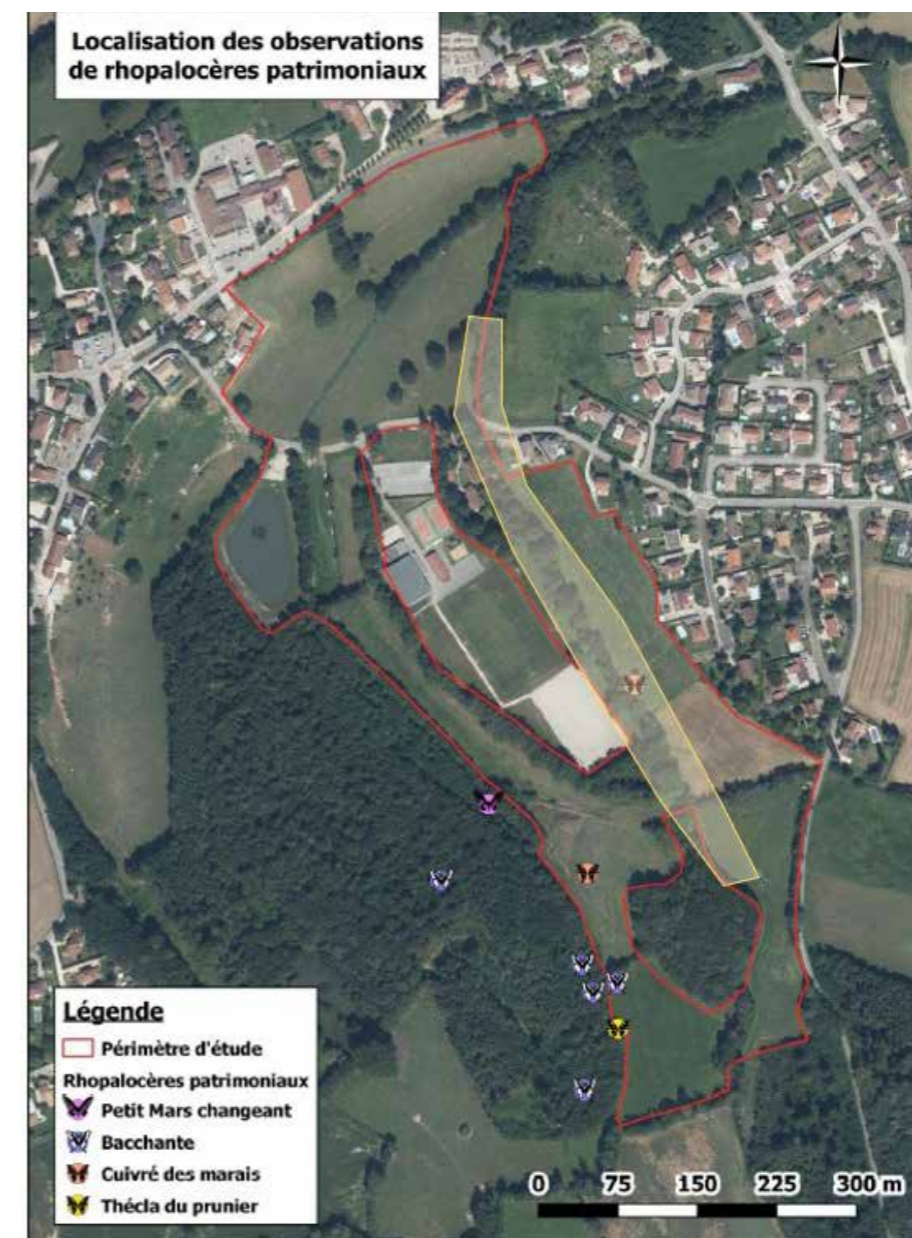 Localisation des observations
de rhopalocères patrimoniaux
Légende
Périmètre d'étude
Rhopalocères patrimoniaux
Petit Mars changeant
Bacchante
Cuivré des marais
Thécla du prunier
0 75 150 225 300 m